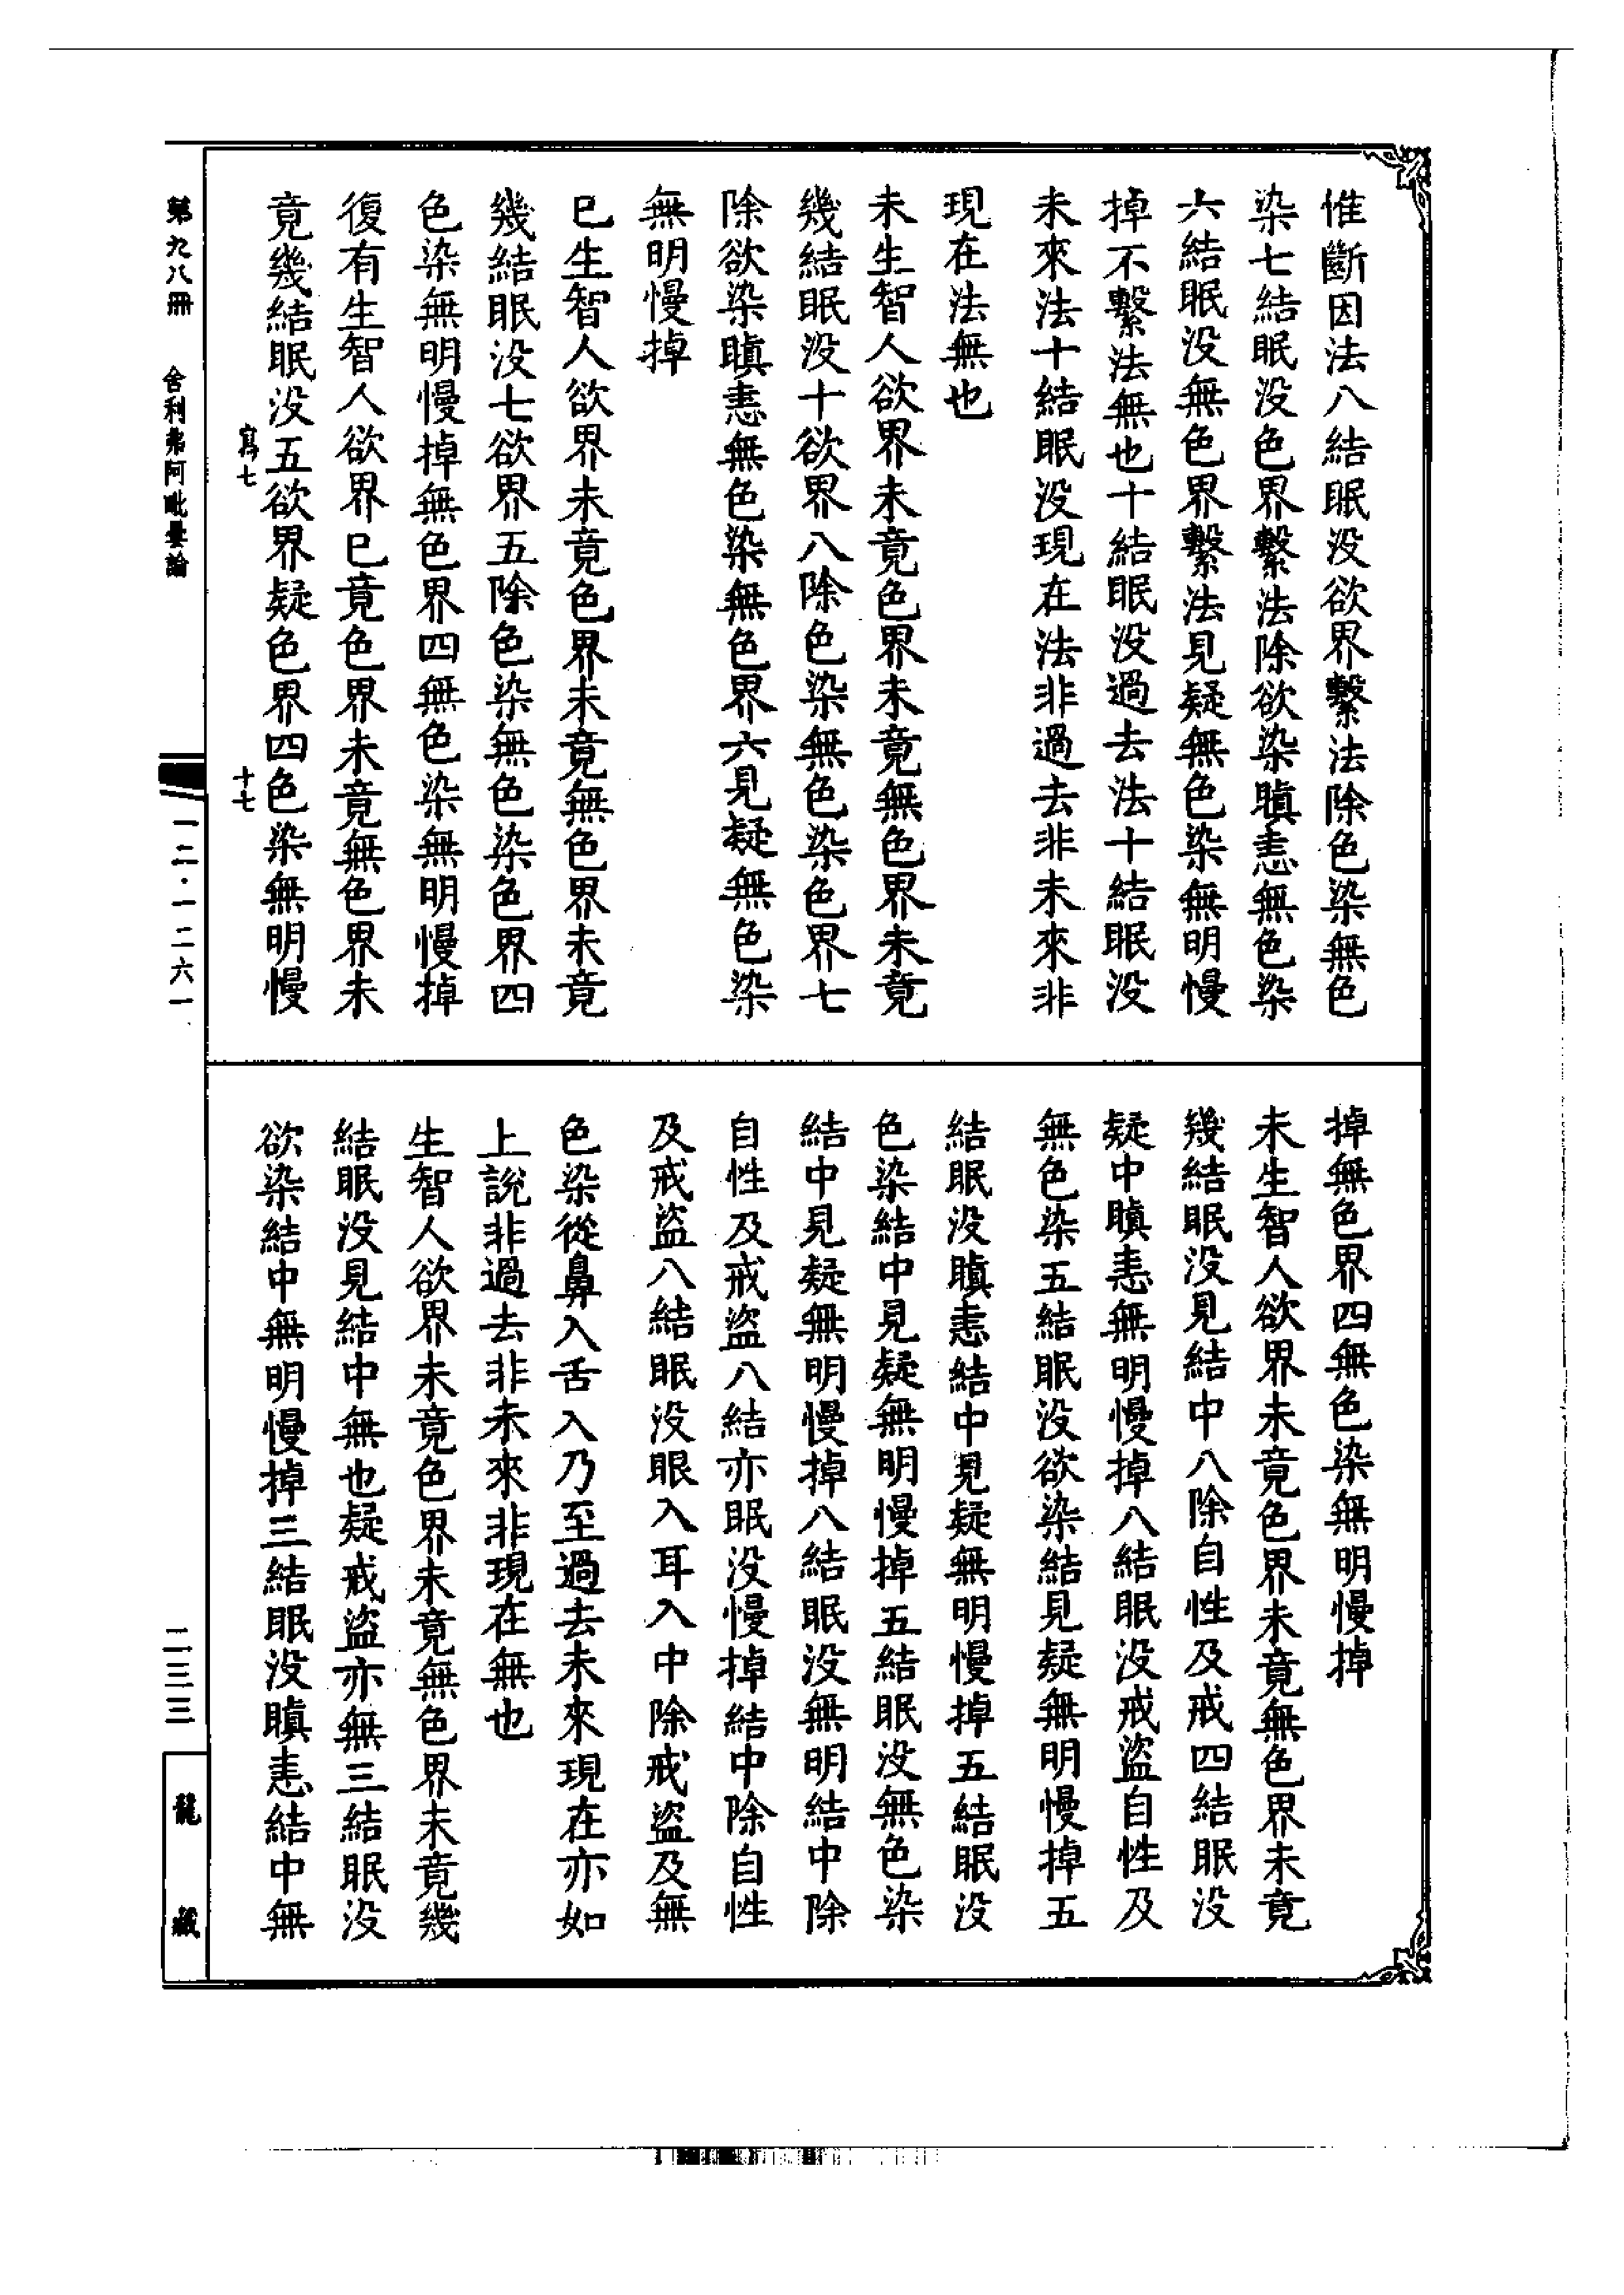 惟斷因法八結眠没欲界繫法除色染無色
染七結眠没色界繫法除欲染瞋恚無色染
六結眠没無色界繫法見疑無色染無明慢
掉不繫法無也十結眠没過去法十結眠没
未來法十結眠没現在法非過去非未來非
現在法無也
未生智人欲界未竟色界未竟無色界未竟
幾結眠没十欲界八除色染無色染色界七
除欲染瞋恚無色染無色界六見疑無色染
無明慢掉
已生智人欲界未竟色界未竟無色界未竟
幾結眠没七欲界五除色染無色染色界四
色染無明慢掉無色界四無色染無明慢掉
復有生智人欲界已竟色界未竟無色界未
竟幾結眠没五欲界疑色界四色染無明慢
掉無色界四無色染無明慢掉
未生智人欲界未竟色界未竟無色界未竟
幾結眠没見結中八除自性及戒四結眠没
疑中瞋恚無明慢掉八結眠没戒盜自性及
無色染五結眠没欲染結見疑無明慢掉五
結眠没瞋恚結中見疑無明慢掉五結眠没
色染結中見疑無明慢掉五結眠没無色染
結中見疑無明慢掉八結眠没無明結中除
自性及戒盜八結亦眠没慢掉結中除自性
及戒盜八結眠没眼入耳入中除戒盜及無
色染從鼻入舌入乃至過去未來現在亦如
上說非過去非未來非現在無也
生智人欲界未竟色界未竟無色界未竟幾
結眠没見結中無也疑戒盜亦無三結眠没
欲染結中無明慢掉三結眠没瞋恚結中無
寫七
十七
第九八冊
舍利弗阿毗曇論
一二·一二六一
二三三
龍藏